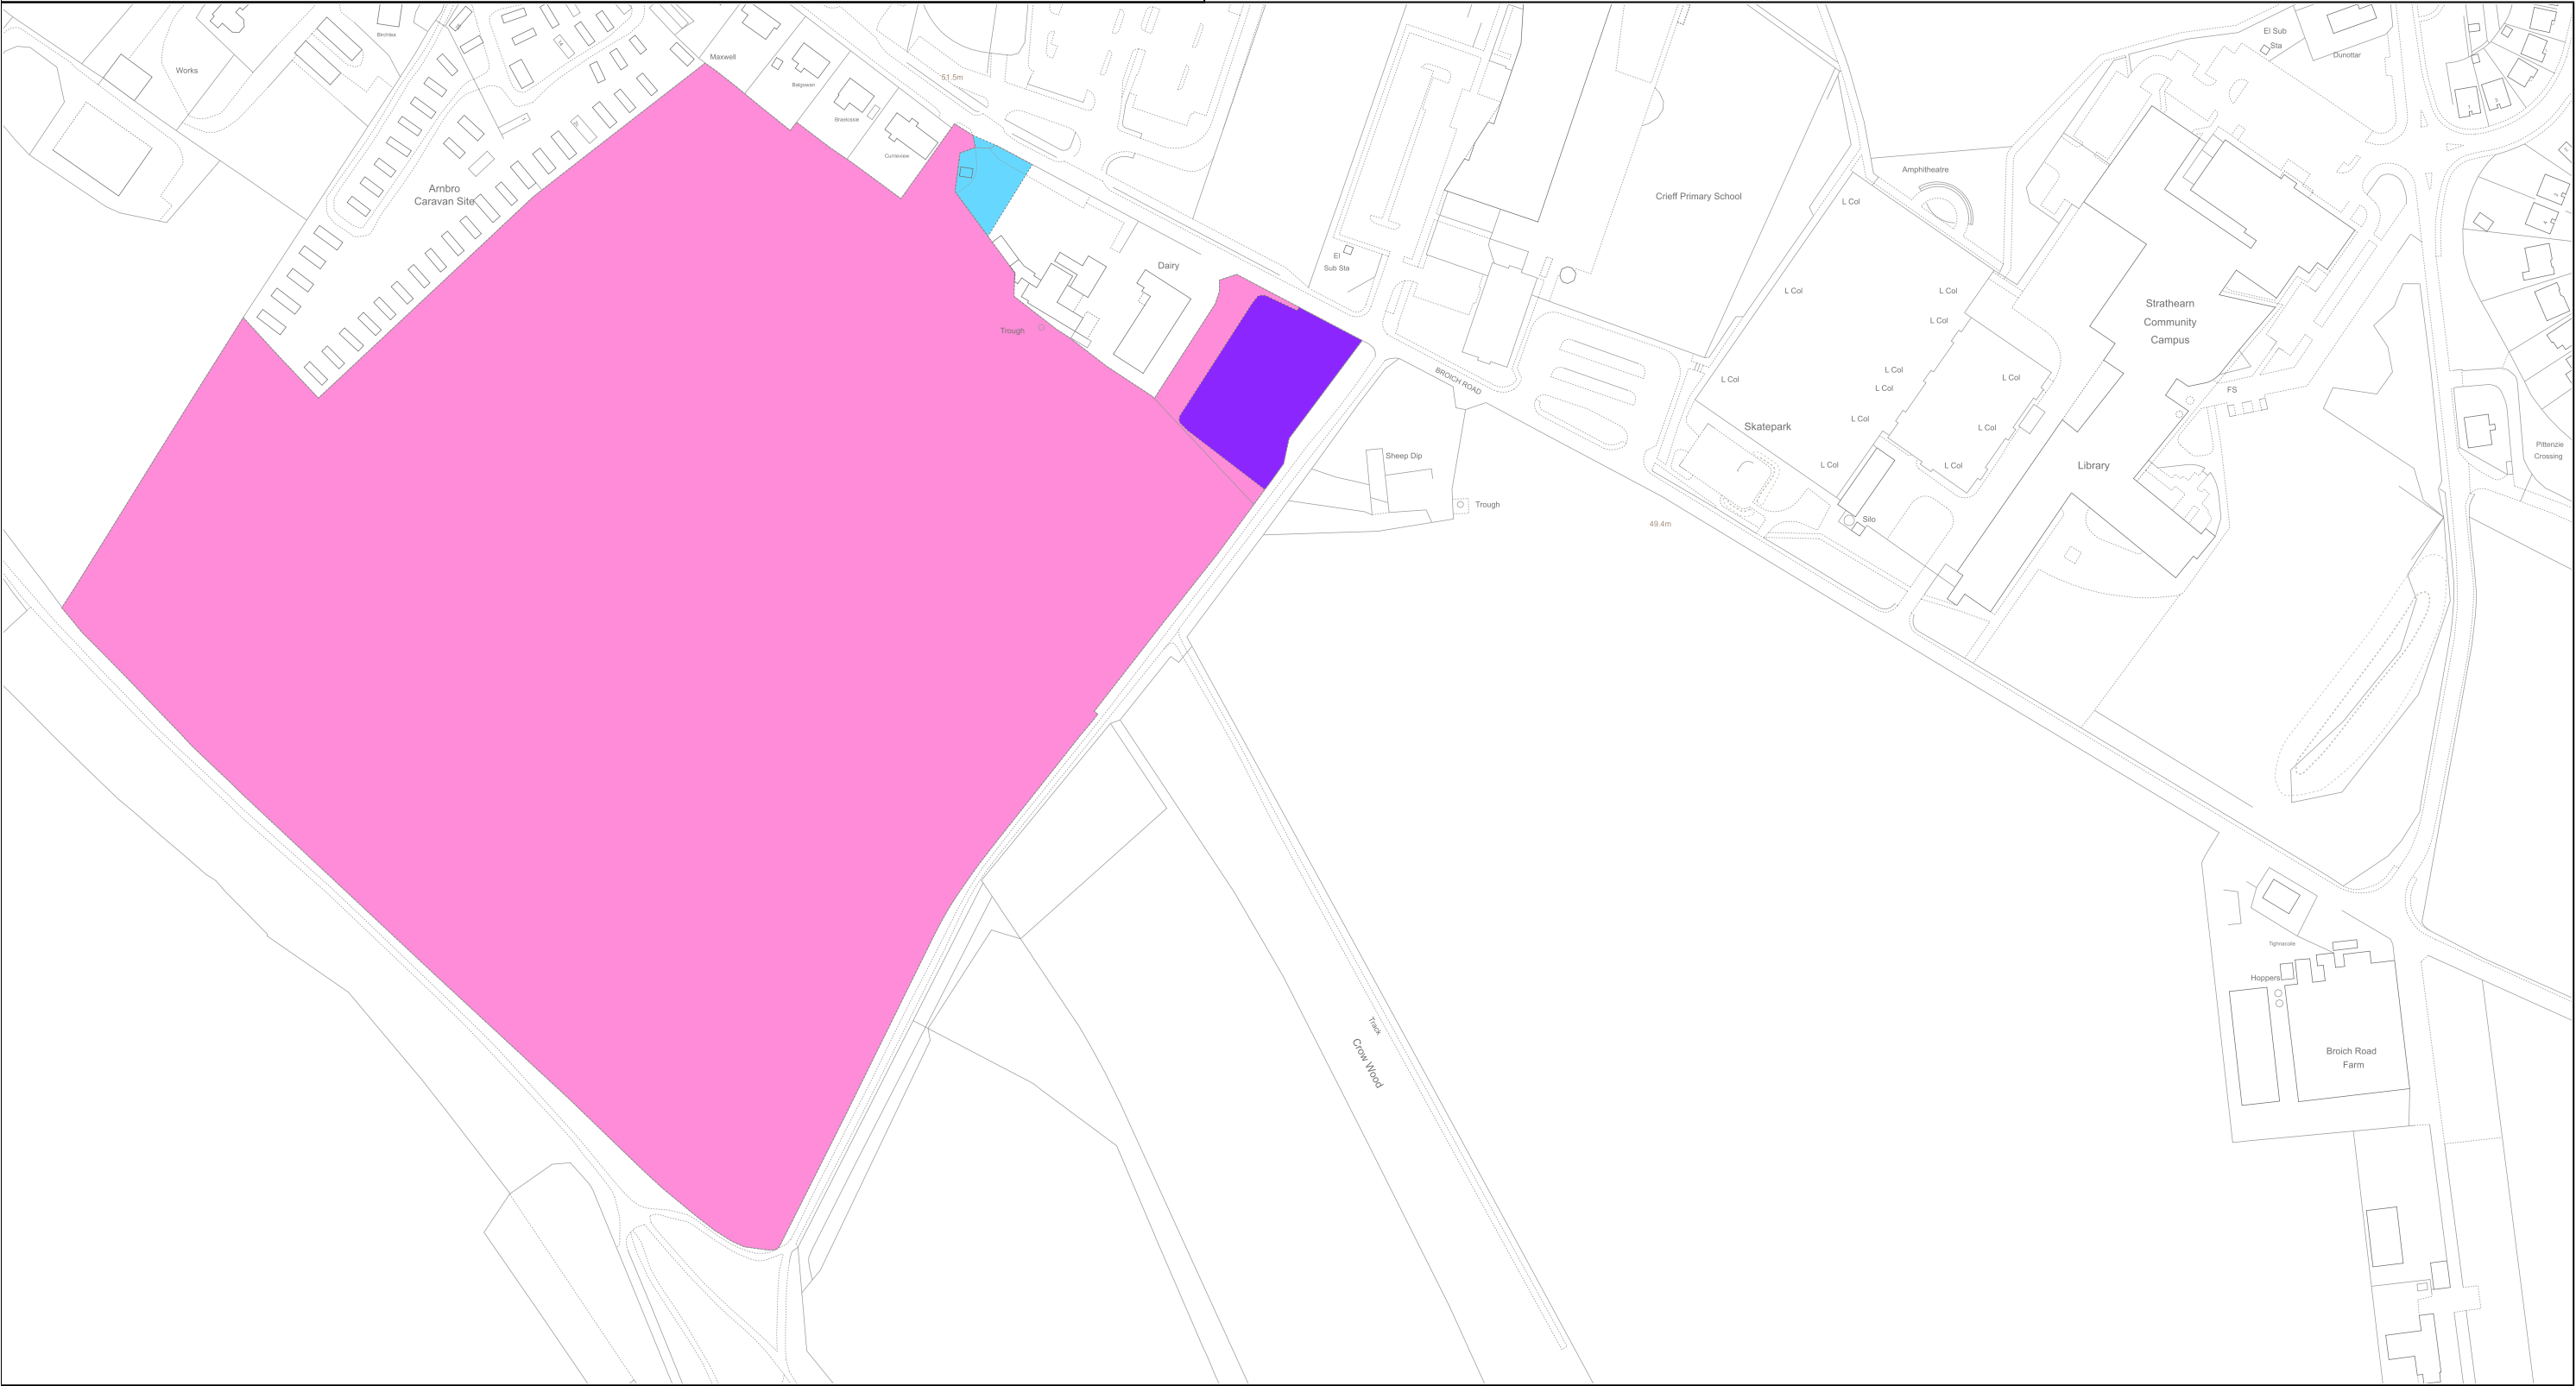 Birchlea
Works
Maxwell
51.5m
Balgowan
Braelossie
Currieview
Arnbro
Caravan Site
El Sub
Sta
Dunottar
Amphitheatre
Crieff Primary School
L Col
El
Sub Sta
Dairy
Trough
L Col
L Col
L Col
Strathearn
Community
Campus
BROICH ROAD
L Col
L Col
L Col
L Col
FS
L Col
L Col
Skatepark
L Col
L Col
Library
Pittenzie
Crossing
Sheep Dip
Trough
Silo
49.4m
Tighnacoile
Hoppers
Track
Crow Wood
Broich Road
Farm